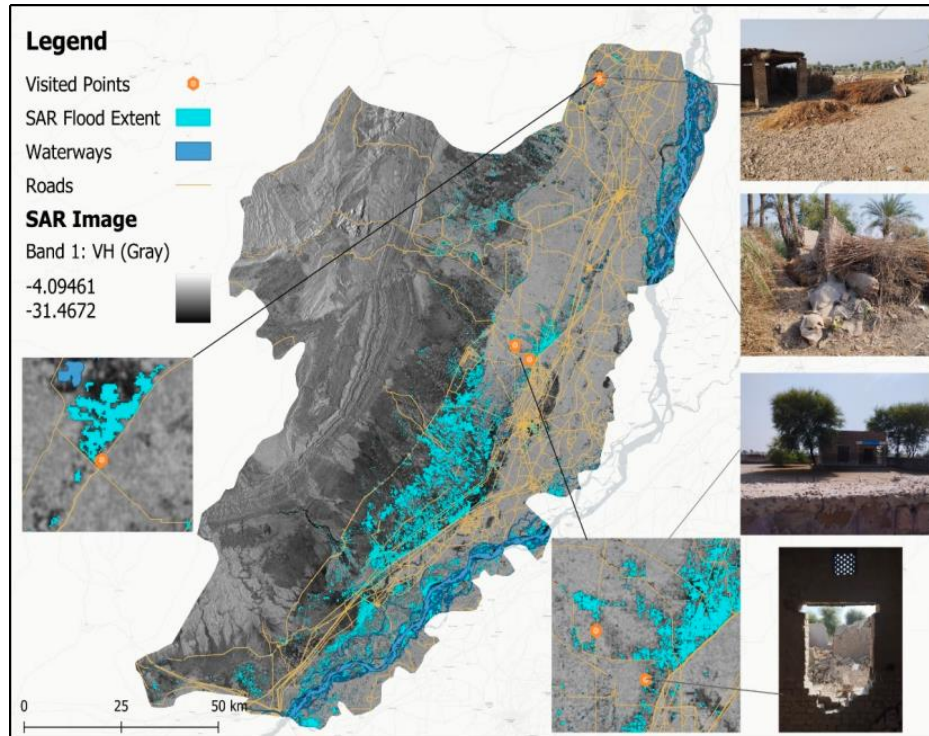 Legend
Visited Points
SAR Flood Extent
Waterways
Roads
SAR Image
Band 1: VH (Gray)
-4.09461
-31.4672
0 25 50 km